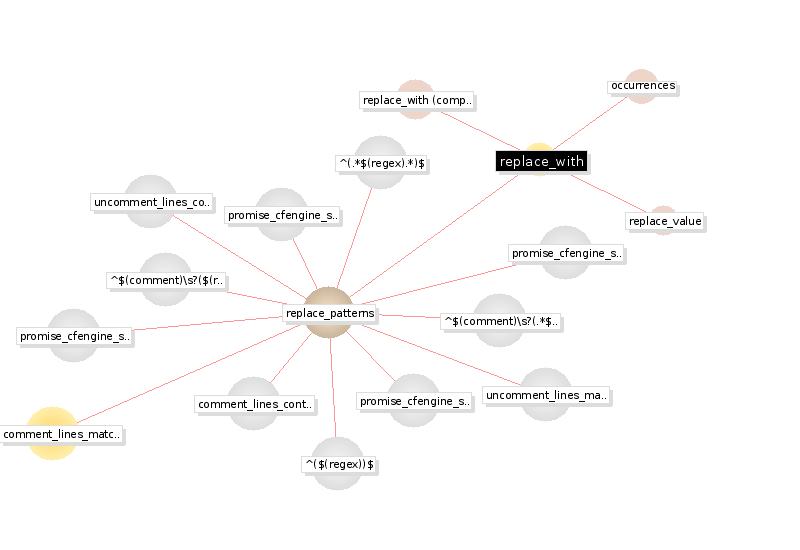 occurrences
replace_with (comp..
replace_with
^(.*$(regex).*)$
uncomment_lines_co..
promise_cfengine_s..
replace_value
promise_cfengine_s..
^$(comment)\s?($(r..
replace_patterns
^$(comment)\s?(.*$..
promise_cfengine_s..
uncomment_lines_ma..
promise_cfengine_s..
comment_lines_cont..
comment_lines_matc..
^($(regex))$